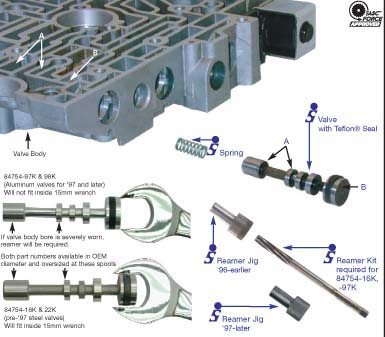 "TASC"
FORCE
APPROVED
A
B
Valve Body
S
Valve
with Teflon® Seal
A
S Spring
B
84754-97K & 98K
(Aluminum valves for '97 and later)
Will not fit inside 15mm wrench
If valve body bore is severely worn,
reamer will be required.
Both part numbers available in OEM
diameter and oversized at these spools
84754-16K & 22K
(pre-'97 steel valves)
Will fit inside 15mm wrench
S
Reamer Jig
'96-earlier
S
Reamer Kit
required for
84754-16K,
-97K
S
Reamer Jig
'97-later